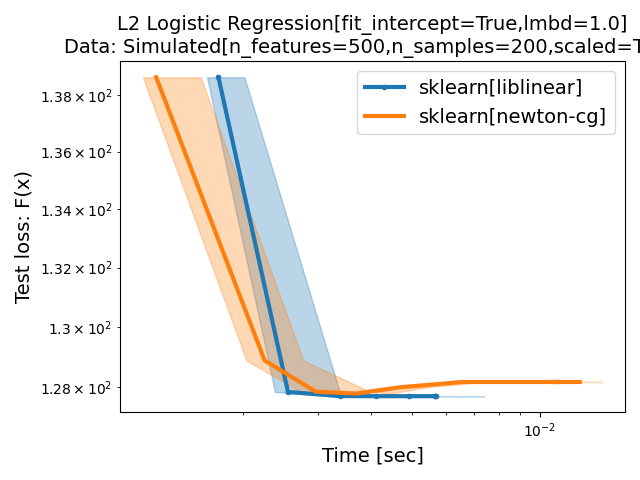 L2 Logistic Regression[fit_intercept=True,lmbd=1.0]
Data: Simulated[n_features=500,n_samples=200,scaled=T
sklearn[liblinear]
sklearn[newton-cg]
Test loss: F(x)
1.38 × 10²
1.36 × 10²
1.34 × 10²
1.32 × 10²
1.3 × 10²
1.28 × 10²
10⁻²
Time [sec]